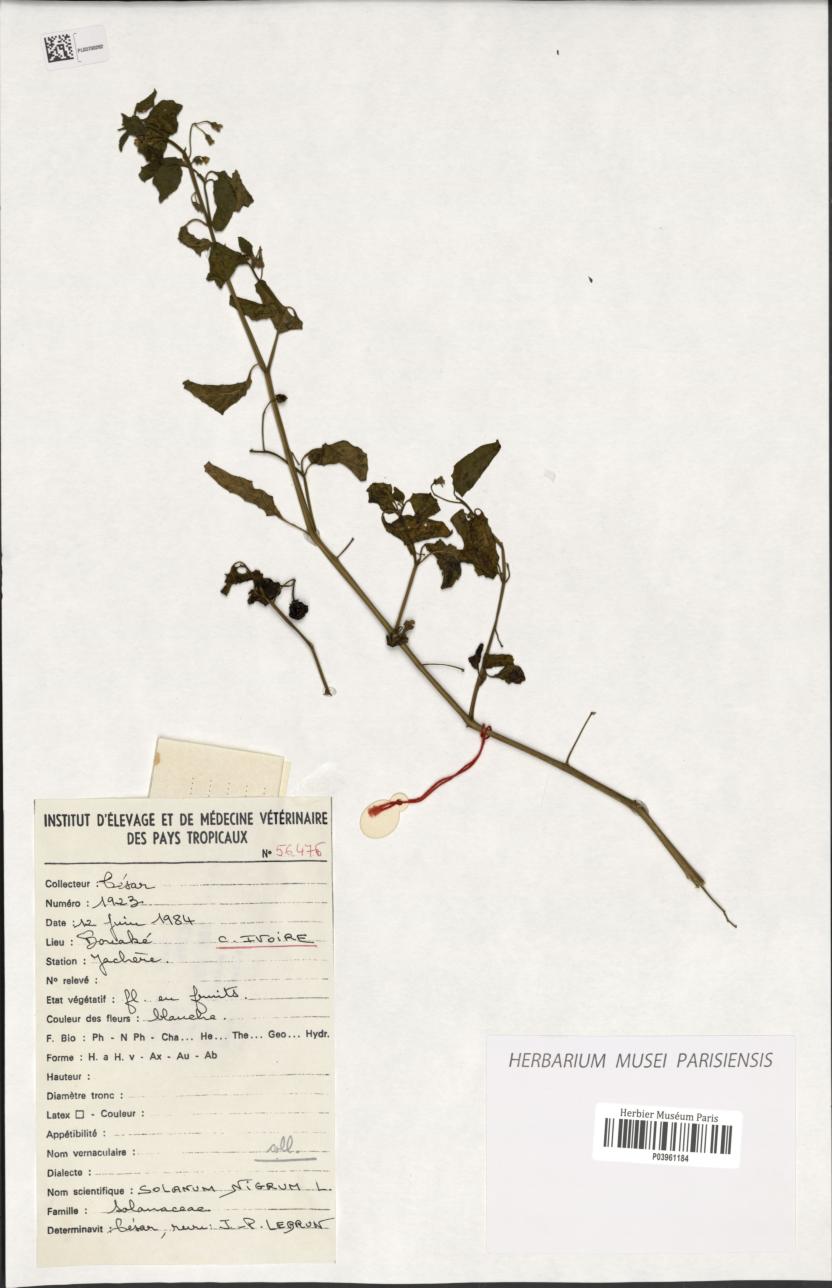 INSTITUT D'ÉLEVAGE ET DE MÉDECINE VÉTÉRINAIRE
DES PAYS TROPICAUX
N° 56476
Collecteur : César
Numéro : 1923
Date : 12 Juin 1984
Lieu : Bouaké C. IVOIRE
Station : Jachère.
N° relevé :
Etat végétatif : fl. en fruits.
Couleur des fleurs : blanche.
F. Bio : Ph - N Ph - Cha... He... The... Geo... Hydr.
Forme : H. a H. v - Ax - Au - Ab
Hauteur :
Diamètre tronc :
Latex □ - Couleur :
Appétibilité :
Nom vernaculaire :
Dialecte :
Nom scientifique : SOLANUM NIGRUM L.
Famille : Solanaceae
Determinavit : César, rev: J-P. LEBRUN
HERBARIUM MUSEI PARISIENSIS
Herbier Muséum Paris
P03961184